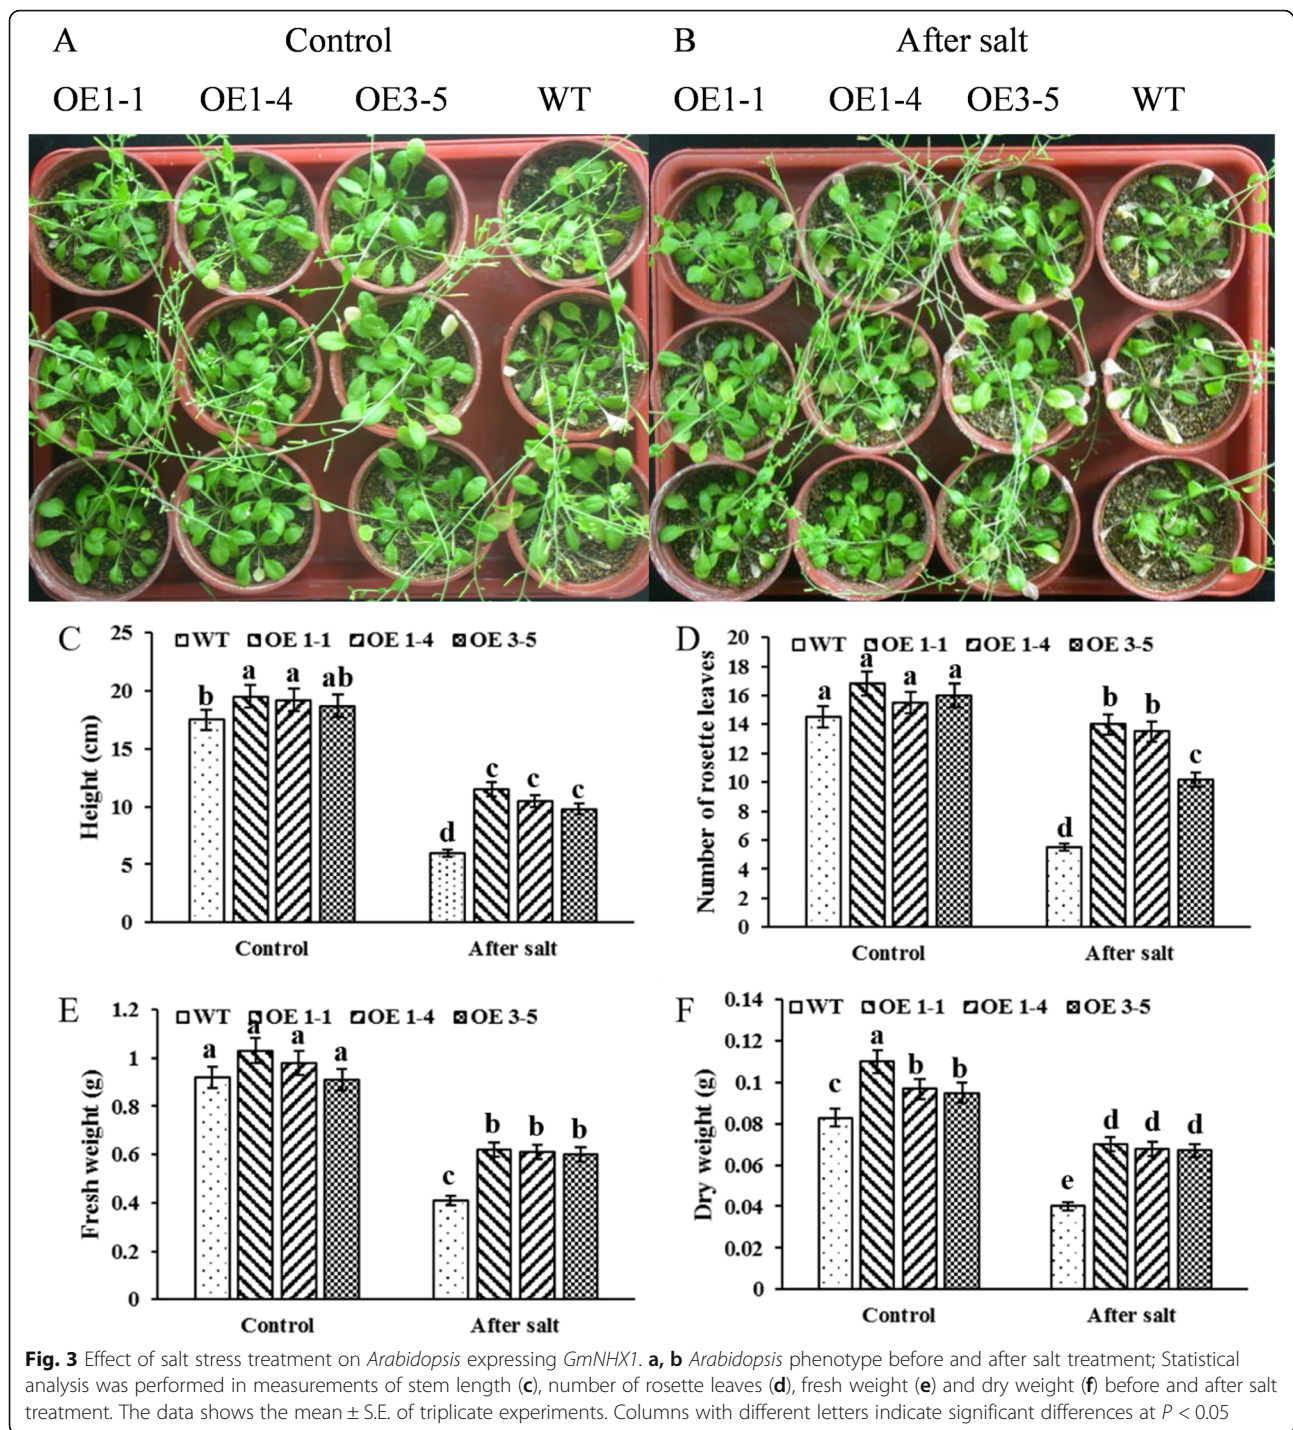 A Control
OE1-1 OE1-4 OE3-5 WT
B After salt
OE1-1 OE1-4 OE3-5 WT
C
25
20
15
10
5
0
Height (cm)
WT OE 1-1 OE 1-4 OE 3-5
b a a ab
d c c c
Control After salt
D
20
18
16
14
12
10
8
6
4
2
0
Number of rosette leaves
WT OE 1-1 OE 1-4 OE 3-5
a a a a
d b b c
Control After salt
E
1.2
1
0.8
0.6
0.4
0.2
0
Fresh weight (g)
WT OE 1-1 OE 1-4 OE 3-5
a a a a
c b b b
Control After salt
F
0.14
0.12
0.1
0.08
0.06
0.04
0.02
0
Dry weight (g)
WT OE 1-1 OE 1-4 OE 3-5
c a b b
e d d d
Control After salt
Fig. 3 Effect of salt stress treatment on Arabidopsis expressing GmNHX1. a, b Arabidopsis phenotype before and after salt treatment; Statistical
analysis was performed in measurements of stem length (c), number of rosette leaves (d), fresh weight (e) and dry weight (f) before and after salt
treatment. The data shows the mean ± S.E. of triplicate experiments. Columns with different letters indicate significant differences at P < 0.05